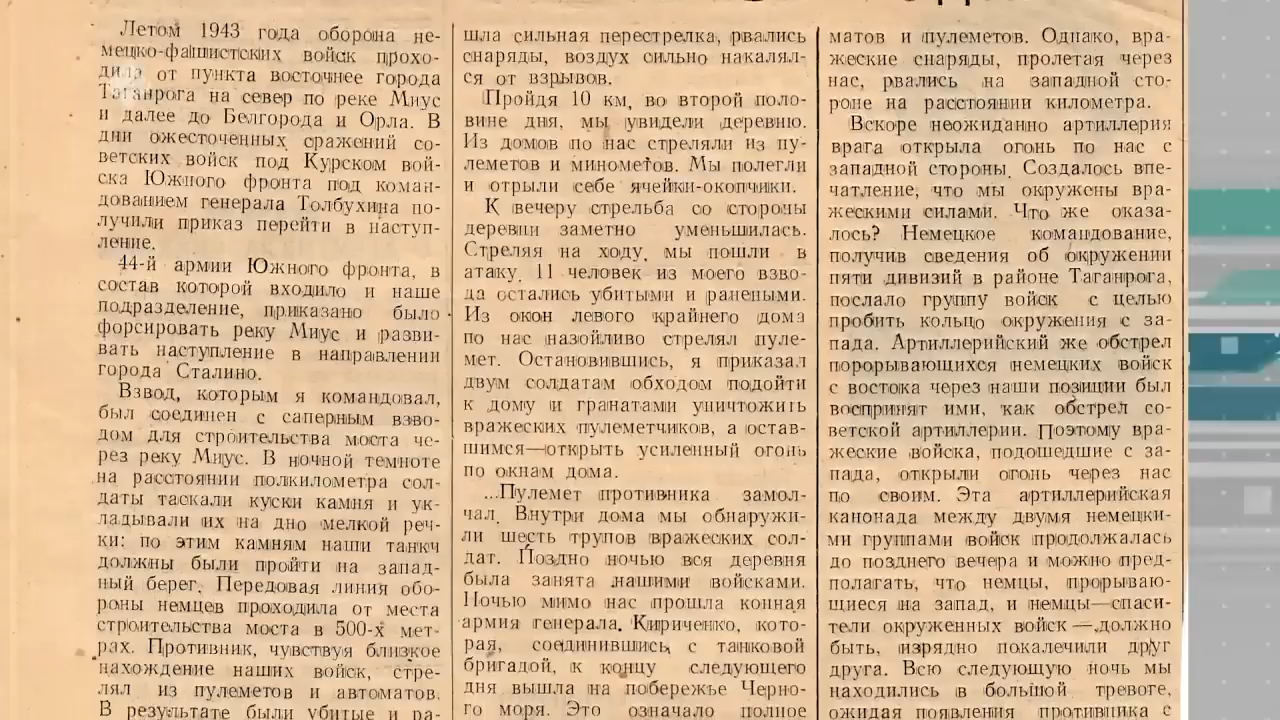 Летом 1943 года оборона не-
мецко-фашистских войск прохо-
дила от пункта восточнее города
Таганрога на север по реке Миус
и далее до Белгорода и Орла. В
дни ожесточенных сражений со-
ветских войск под Курском вой-
ска Южного фронта под коман-
дованием генерала Толбухина по-
лучили приказ перейти в наступ-
ление.
44-й армии Южного фронта, в
состав которой входило и наше
подразделение, приказано было
форсировать реку Миус и разви-
вать наступление в направлении
города Сталино.
Взвод, которым я командовал,
был соединен с саперным взво-
дом для строительства моста че-
рез реку Миус. В ночной темноте
на расстоянии полкилометра сол-
даты таскали куски камня и ук-
ладывали их на дно мелкой реч-
ки: по этим камням наши танки
должны были пройти на запад-
ный берег. Передовая линия обо-
роны немцев проходила от места
строительства моста в 500-х мет-
рах. Противник, чувствуя близкое
нахождение наших войск, стре-
лял из пулеметов и автоматов.
В результате были убитые и ра-
шла сильная перестрелка, рвались
снаряды, воздух сильно накалял-
ся от взрывов.
Пройдя 10 км, во второй поло-
вине дня, мы увидели деревню.
Из домов по нас стреляли из пу-
леметов и минометов. Мы полегли
и отрыли себе ячейки-окопчики.
К вечеру стрельба со стороны
деревни заметно уменьшилась.
Стреляя на ходу, мы пошли в
атаку. 11 человек из моего взво-
да остались убитыми и ранеными.
Из окон левого крайнего дома
по нас назойливо стрелял пуле-
мет. Остановившись, я приказал
двум солдатам обходом подойти
к дому и гранатами уничтожить
вражеских пулеметчиков, а остав-
шимся—открыть усиленный огонь
по окнам дома.
...Пулемет противника замол-
чал. Внутри дома мы обнаружи-
ли шесть трупов вражеских сол-
дат. Поздно ночью вся деревня
была занята нашими войсками.
Ночью мимо нас прошла конная
армия генерала. Кириченко, кото-
рая, соединившись с танковой
бригадой, к концу следующего
дня вышла на побережье Черно-
го моря. Это означало полное
матов и пулеметов. Однако, вра-
жеские снаряды, пролетая через
нас, рвались на западной сто-
роне на расстоянии километра.
Вскоре неожиданно артиллерия
врага открыла огонь по нас с
западной стороны. Создалось впе-
чатление, что мы окружены вра-
жескими силами. Что же оказа-
лось? Немецкое командование,
получив сведения об окружении
пяти дивизий в районе Таганрога,
послало группу войск с целью
пробить кольцо окружения с за-
пада. Артиллерийский же обстрел
порорывающихся немецких войск
с востока через наши позиции был
воспринят ими, как обстрел со-
ветской артиллерии. Поэтому вра-
жеские войска, подошедшие с за-
пада, открыли огонь через нас
по своим. Эта артиллерийская
канонада между двумя немецки-
ми группами войск продолжалась
до позднего вечера и можно пред-
полагать, что немцы, прорываю-
щиеся на запад, и немцы—спаси-
тели окруженных войск—должно
быть, изрядно покалечили друг
друга. Всю следующую ночь мы
находились в большой тревоге,
ожидая появления противника с